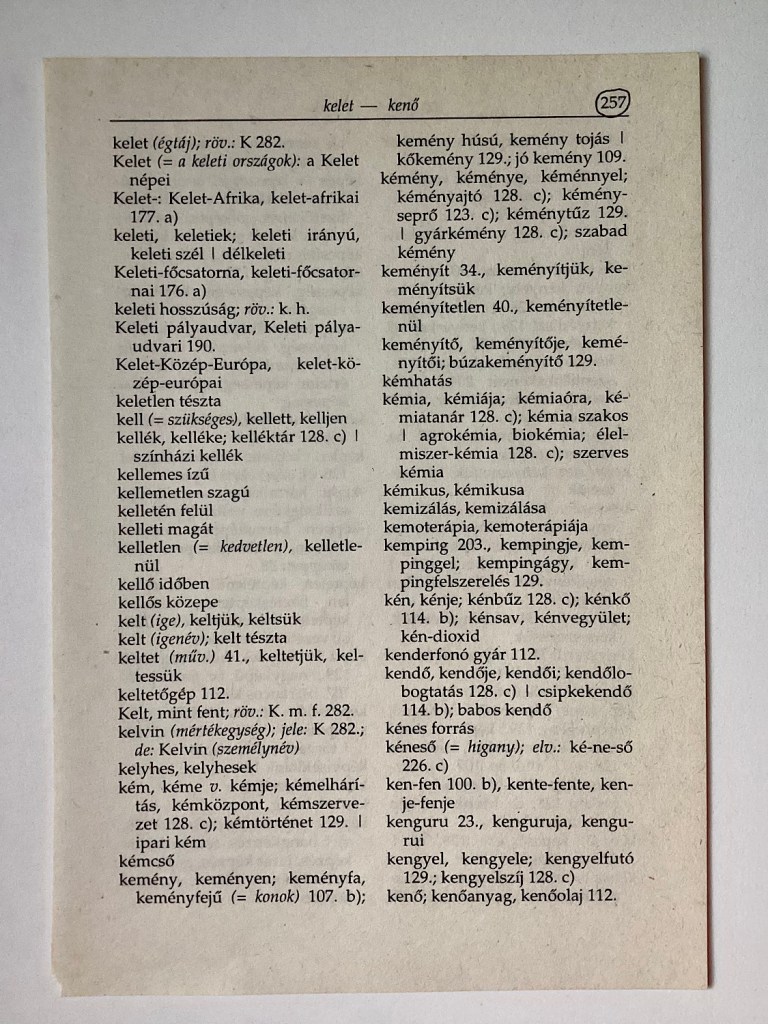 kelet — kenő
257
kelet (égtáj); röv.: K 282.
Kelet (= a keleti országok): a Kelet
népei
Kelet-: Kelet-Afrika, kelet-afrikai
177. a)
keleti, keletiek; keleti irányú,
keleti szél | délkeleti
Keleti-főcsatorna, keleti-főcsator-
nai 176. a)
keleti hosszúság; röv.: k. h.
Keleti pályaudvar, Keleti pálya-
udvari 190.
Kelet-Közép-Európa, kelet-kö-
zép-európai
keletlen tészta
kell (= szükséges), kellett, kelljen
kellék, kelléke; kelléktár 128. c) |
színházi kellék
kellemes ízű
kellemetlen szagú
kelletén felül
kelleti magát
kelletlen (= kedvetlen), kelletle-
nül
kellő időben
kellős közepe
kelt (ige), keltjük, keltsük
kelt (igenév); kelt tészta
keltet (műv.) 41., keltetjük, kel-
tessük
keltetőgép 112.
Kelt, mint fent; röv.: K. m. f. 282.
kelvin (mértékegység); jele: K 282.;
de: Kelvin (személynév)
kelyhes, kelyhesek
kém, kéme v. kémje; kémelhárí-
tás, kémközpont, kémszerve-
zet 128. c); kémtörténet 129. |
ipari kém
kémcső
kemény, keményen; keményfa,
keményfejű (= konok) 107. b);
kemény húsú, kemény tojás |
kőkemény 129.; jó kemény 109.
kémény, kéménye, kéménnyel;
kéményajtó 128. c); kémény-
seprő 123. c); kéménytűz 129.
| gyárkémény 128. c); szabad
kémény
keményít 34., keményítjük, ke-
ményítsük
keményítetlen 40., keményítetle-
nül
keményítő, keményítője, kemé-
nyítői; búzakeményítő 129.
kémhatás
kémia, kémiája; kémiaóra, ké-
miatanár 128. c); kémia szakos
| agrokémia, biokémia; élel-
miszer-kémia 128. c); szerves
kémia
kémikus, kémikusa
kemizálás, kemizálása
kemoterápia, kemoterápiája
kemping 203., kempingje, kem-
pinggel; kempingágy, kem-
pingfelszerelés 129.
kén, kénje; kénbűz 128. c); kénkő
114. b); kénsav, kénvegyület;
kén-dioxid
kenderfonó gyár 112.
kendő, kendője, kendői; kendőlo-
bogtatás 128. c) | csipkekendő
114. b); babos kendő
kénes forrás
kéneső (= higany); elv.: ké-ne-ső
226. c)
ken-fen 100. b), kente-fente, ken-
je-fenje
kenguru 23., kenguruja, kengu-
rui
kengyel, kengyele; kengyelfutó
129.; kengyelszíj 128. c)
kenő; kenőanyag, kenőolaj 112.